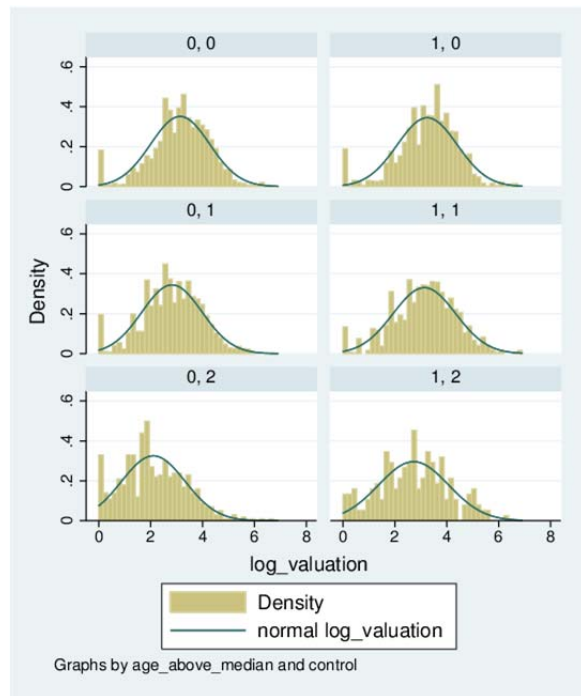 0, 0
1, 0
0 .2 .4 .6
0, 1
1, 1
0 .2 .4 .6
0, 2
1, 2
0 .2 .4 .6
0 2 4 6 8
0 2 4 6 8
Density
log_valuation
Density
normal log_valuation
Graphs by age_above_median and control